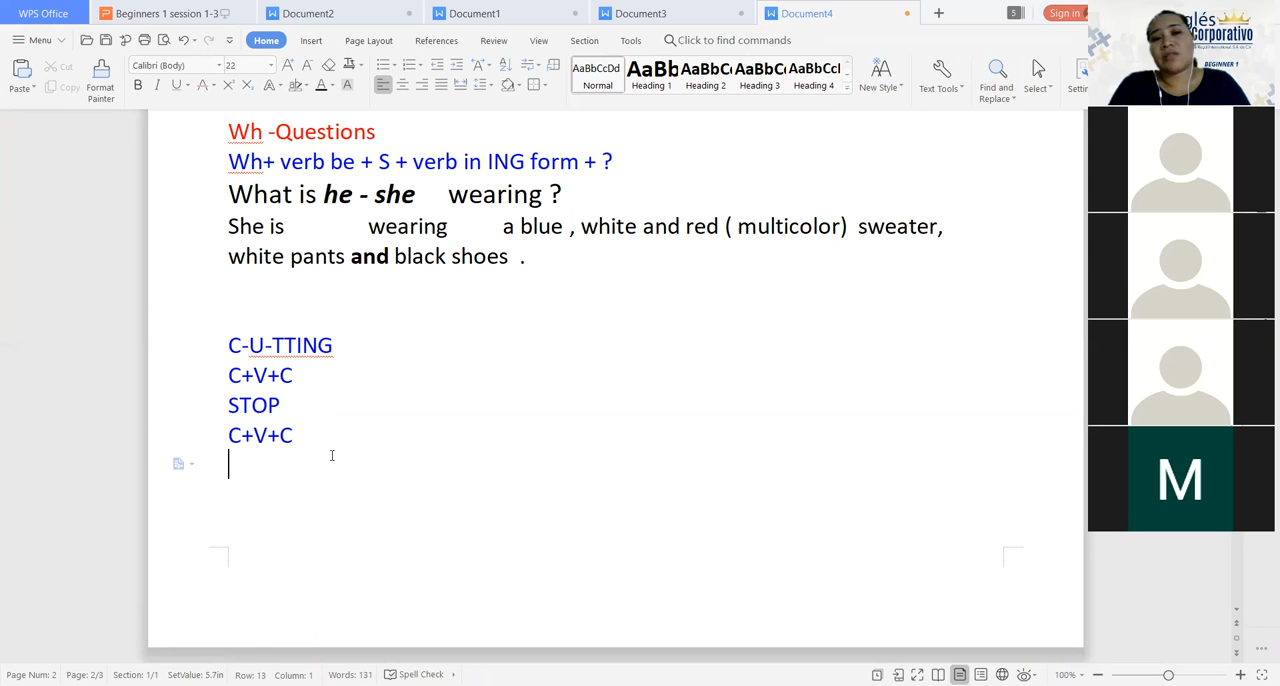 WPS Office
Beginners 1 session 1-3
Document2
Document1
Document3
Document4
S
Sign in
Menu
Home
Insert
Page Layout
References
Review
View
Section
Tools
Click to find commands
Paste
Cut
Copy
Format Painter
Calibri (Body)
22
AaBbCcDd
Normal
AaBb
Heading 1
AaBbC
Heading 2
AaBbC
Heading 3
AaBbCcI
Heading 4
New Style
Text Tools
Find and Replace
Select
glés
Corporativo
BEGINNER 1
Wh -Questions
Wh+ verb be + S + verb in ING form + ?
What is he - she wearing ?
She is wearing a blue , white and red ( multicolor) sweater,
white pants and black shoes .
C-U-TTING
C+V+C
STOP
C+V+C
M
Page Num: 2
Page: 2/3
Section: 1/1
SetValue: 5.7in
Row: 13
Column: 1
Words: 131
Spell Check
100%